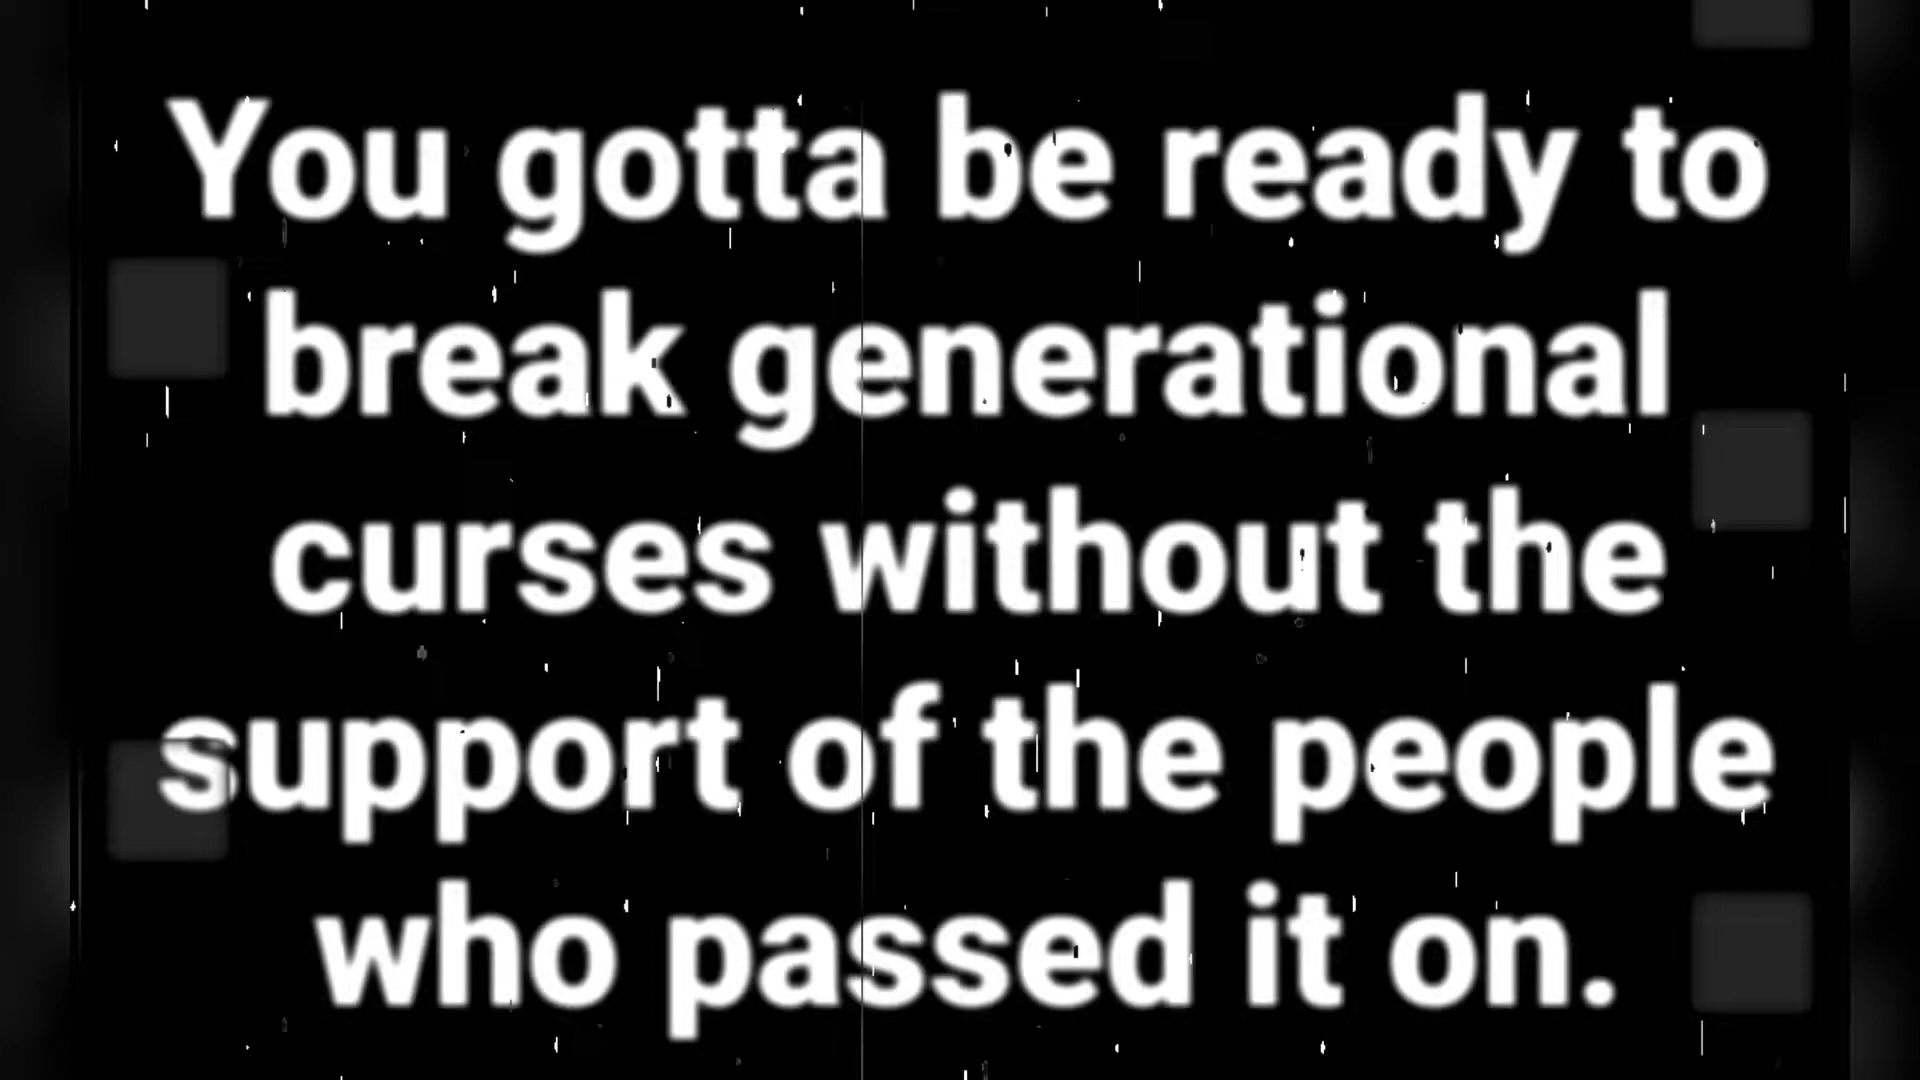 You gotta be ready to
break generational
curses without the
support of the people
who passed it on.